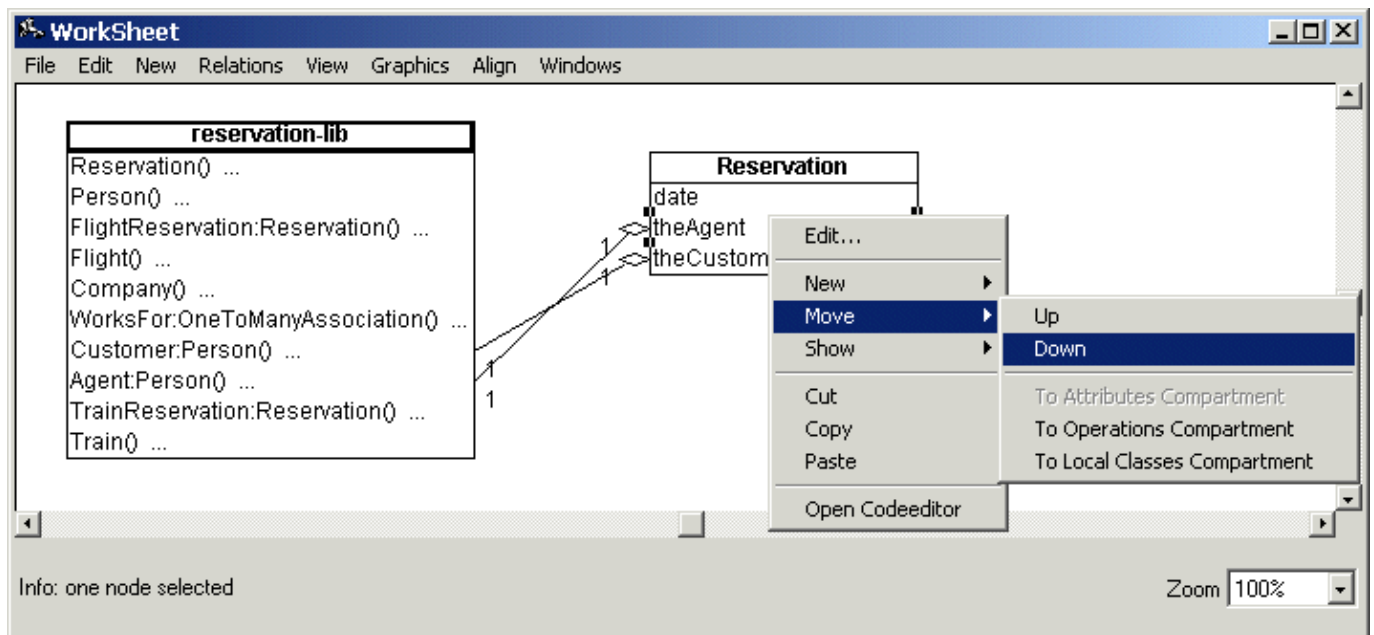 WorkSheet
File Edit New Relations View Graphics Align Windows
reservation-lib
Reservation() ...
Person() ...
FlightReservation:Reservation() ...
Flight() ...
Company() ...
WorksFor:OneToManyAssociation() ...
Customer:Person() ...
Agent:Person() ...
TrainReservation:Reservation() ...
Train() ...
1
1
1
1
Reservation
date
theAgent
theCustom
Edit...
New
Move
Show
Cut
Copy
Paste
Open Codeeditor
Up
Down
To Attributes Compartment
To Operations Compartment
To Local Classes Compartment
Info: one node selected
Zoom 100%